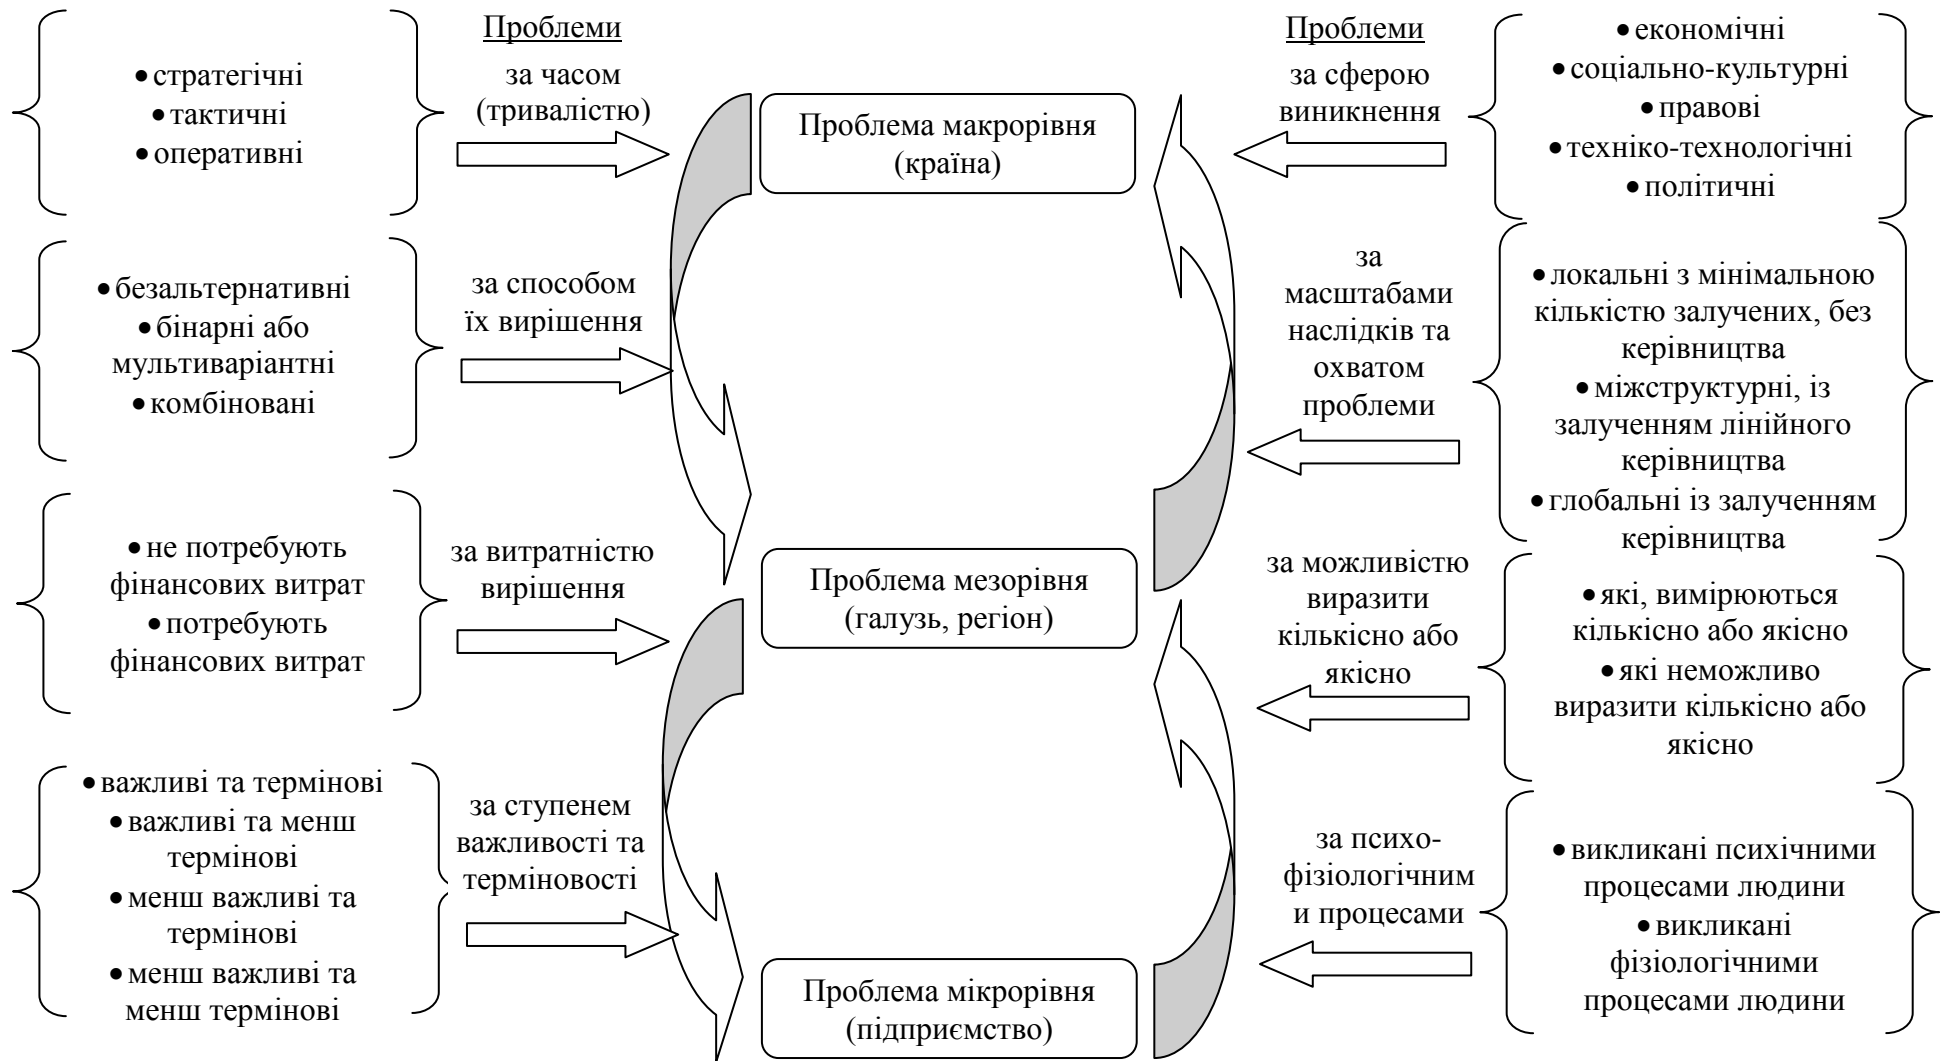 Проблеми
• стратегічні
• тактичні
• оперативні
за часом
(тривалістю)
• безальтернативні
• бінарні або
мультиваріантні
• комбіновані
за способом
їх вирішення
• не потребують
фінансових витрат
• потребують
фінансових витрат
за витратністю
вирішення
• важливі та термінові
• важливі та менш
термінові
• менш важливі та
термінові
• менш важливі та
менш термінові
за ступенем
важливості та
терміновості
Проблема макрорівня
(країна)
Проблема мезорівня
(галузь, регіон)
Проблема мікрорівня
(підприємство)
Проблеми
за сферою
виникнення
• економічні
• соціально-культурні
• правові
• техніко-технологічні
• політичні
за
масштабами
наслідків та
охватом
проблеми
• локальні з мінімальною
кількістю залучених, без
керівництва
• міжструктурні, із
залученням лінійного
керівництва
• глобальні із залученням
керівництва
за можливістю
виразити
кількісно або
якісно
• які, вимірюються
кількісно або якісно
• які неможливо
виразити кількісно або
якісно
за психо-
фізіологічним
и процесами
• викликані психічними
процесами людини
• викликані
фізіологічними
процесами людини